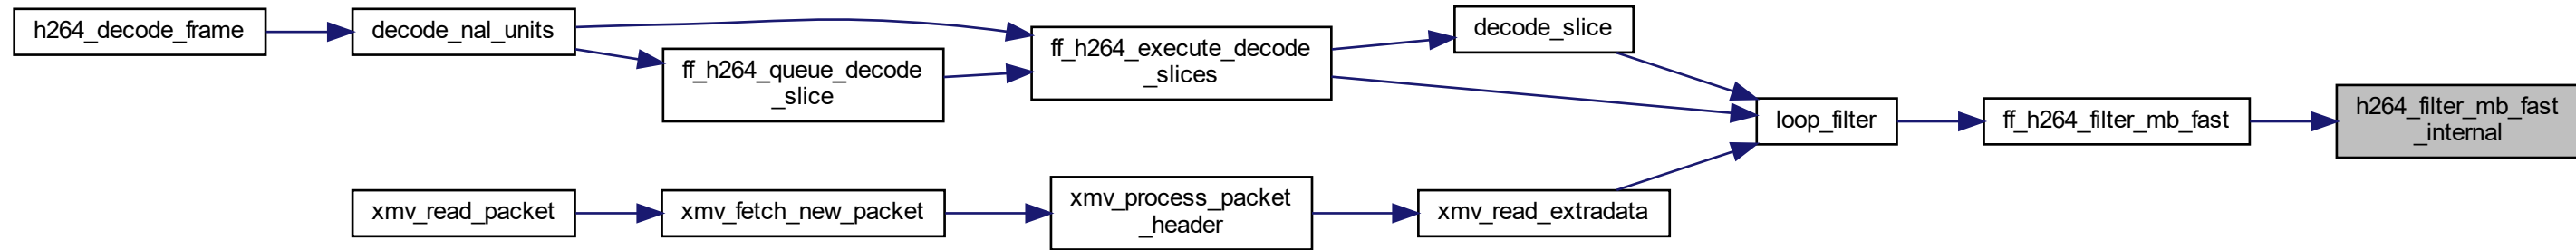 h264_decode_frame
decode_nal_units
ff_h264_queue_decode
_slice
ff_h264_execute_decode
_slices
decode_slice
loop_filter
ff_h264_filter_mb_fast
h264_filter_mb_fast
_internal
xmv_read_packet
xmv_fetch_new_packet
xmv_process_packet
_header
xmv_read_extradata